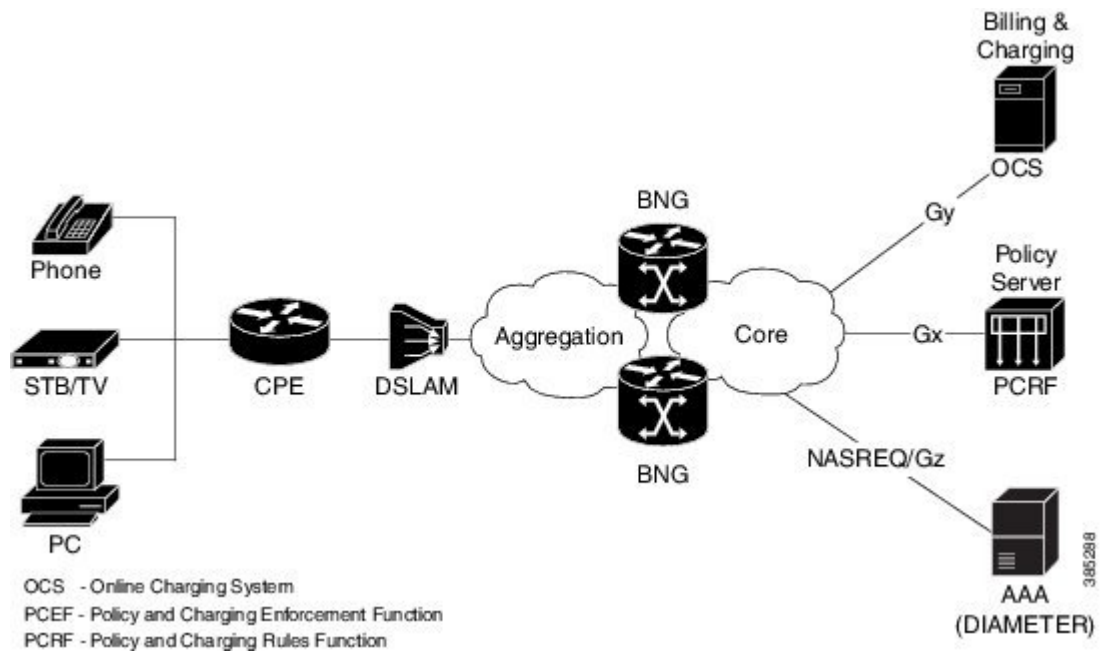 Billing &
Charging
OCS
BNG
Gy
Phone
Policy
Server
Aggregation
Core
Gx
STB/TV
CPE
DSLAM
PCRF
BNG
NASREQ/Gz
PC
385288
AAA
(DIAMETER)
OCS - Online Charging System
PCEF - Policy and Charging Enforcement Function
PCRF - Policy and Charging Rules Function